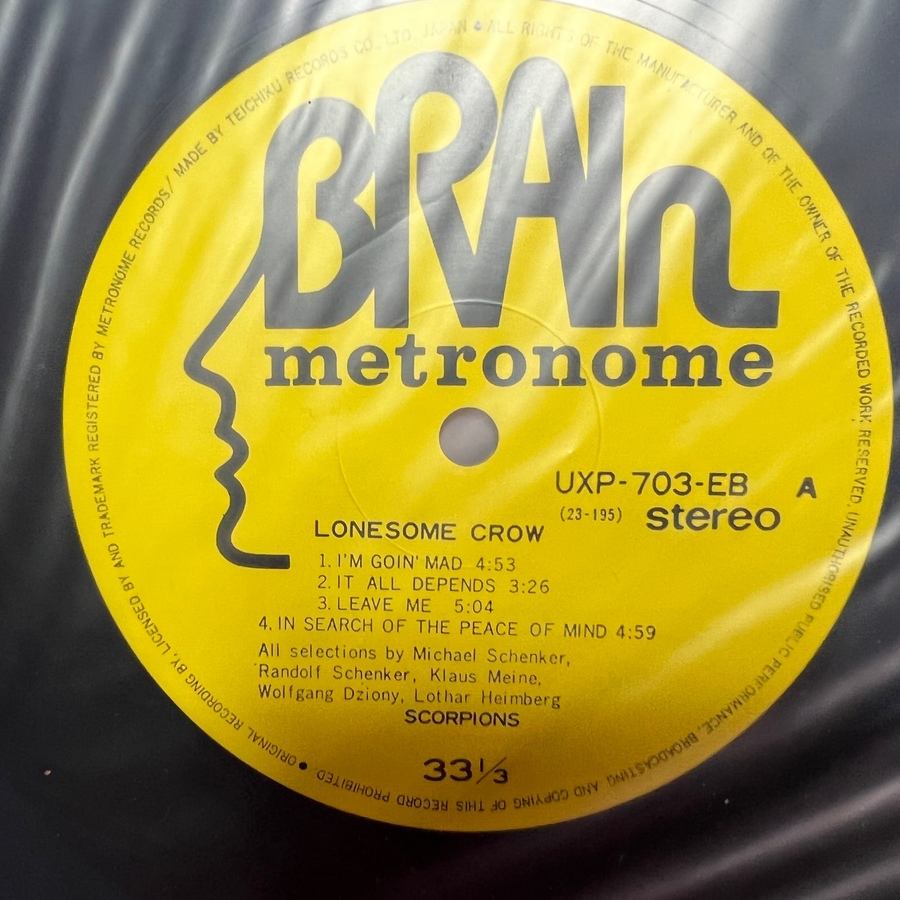 BRAIn
metronome
UXP-703-EB A
(23-195) stereo
LONESOME CROW
1. I'M GOIN' MAD 4:53
2. IT ALL DEPENDS 3:26
3. LEAVE ME 5:04
4. IN SEARCH OF THE PEACE OF MIND 4:59
All selections by Michael Schenker,
Randolf Schenker, Klaus Meine,
Wolfgang Dziony, Lothar Heimberg
SCORPIONS
33 1/3
• ORIGINAL RECORDING BY, LICENSED BY AND TRADEMARK REGISTERED BY METRONOME RECORDS / MADE BY TEICHIKU RECORDS CO., LTD. JAPAN • ALL RIGHTS OF THE MANUFACTURER AND OF THE OWNER OF THE RECORDED WORK RESERVED. UNAUTHORISED PUBLIC PERFORMANCE, BROADCASTING AND COPYING OF THIS RECORD PROHIBITED.